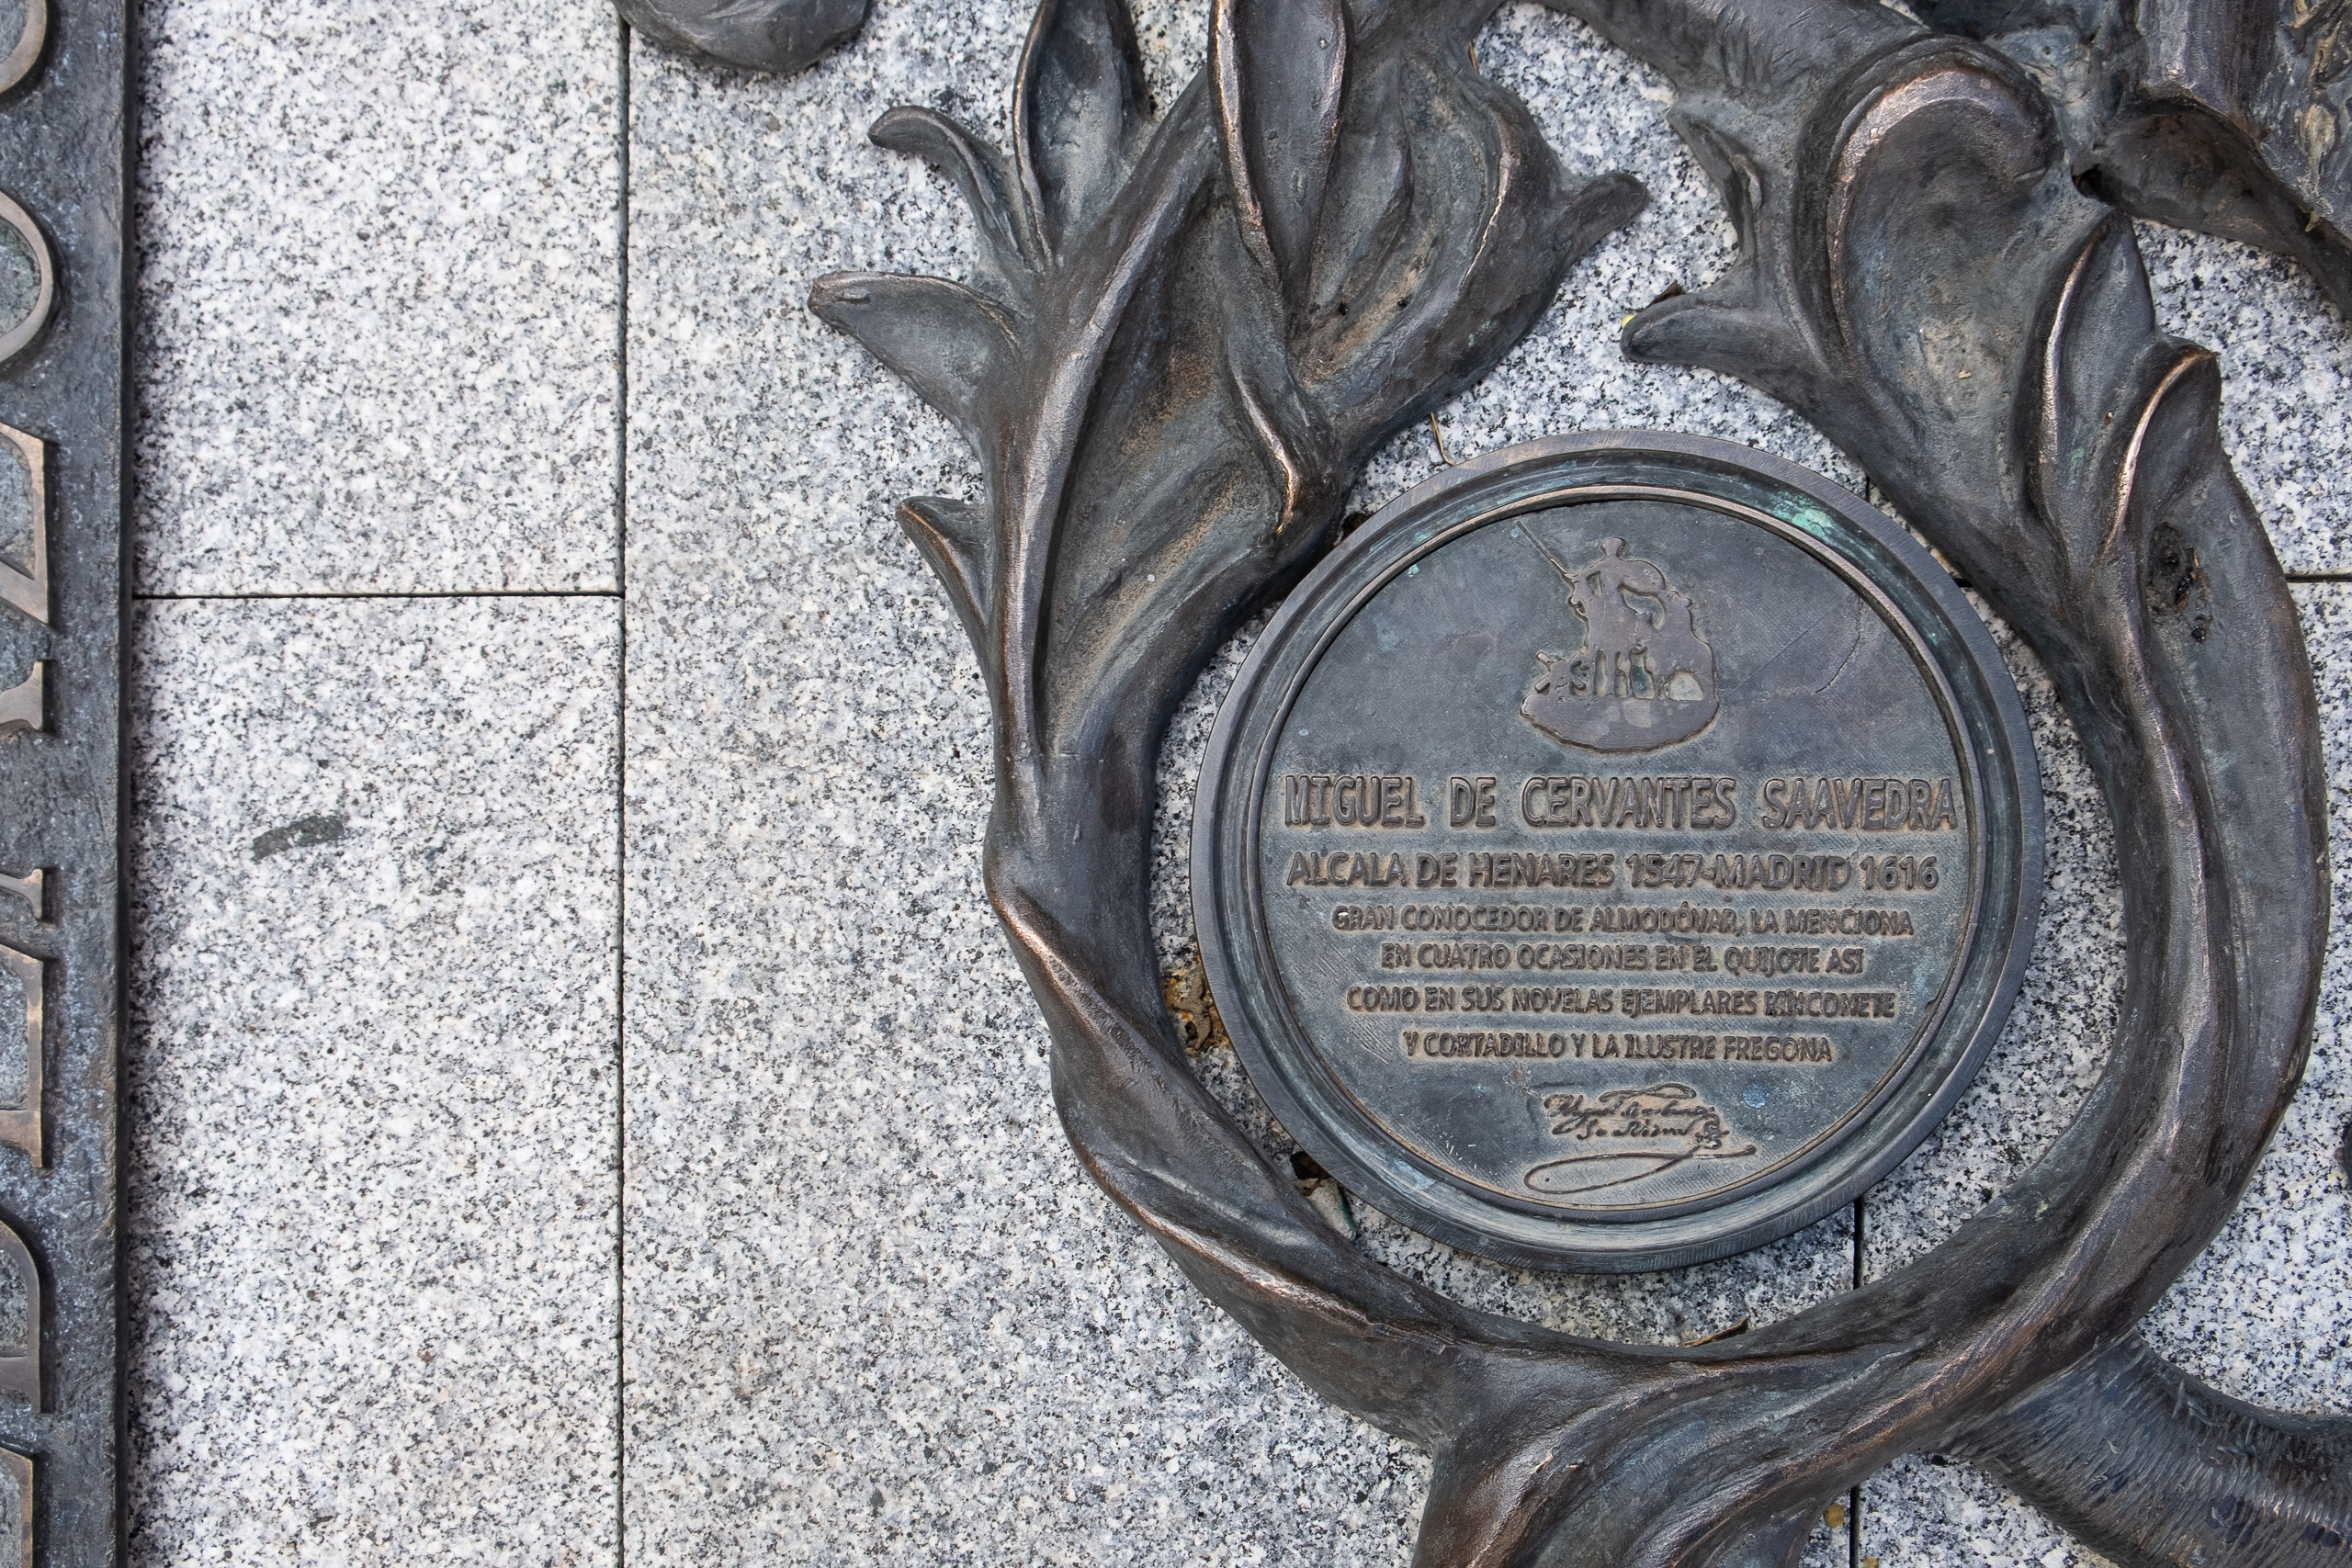 MIGUEL DE CERVANTES SAAVEDRA
ALCALA DE HENARES 1547-MADRID 1616
GRAN CONOCEDOR DE ALMODÓVAR, LA MENCIONA
EN CUATRO OCASIONES EN EL QUIJOTE ASI
COMO EN SUS NOVELAS EJEMPLARES RINCONETE
Y CORTADILLO Y LA ILUSTRE FREGONA